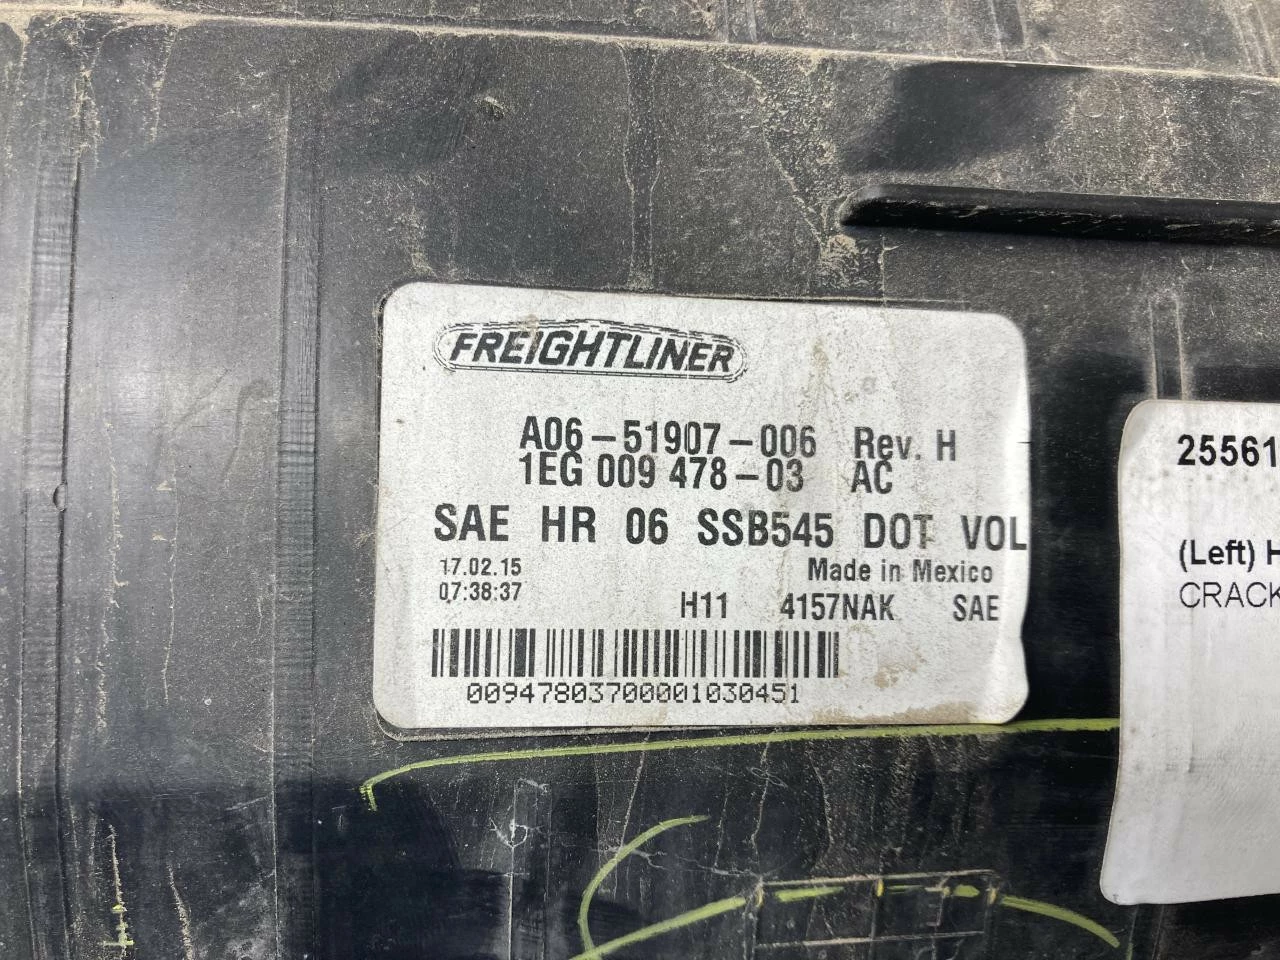 FREIGHTLINER
A06-51907-006 Rev. H
1EG 009 478-03 AC
SAE HR 06 SSB545 DOT VOL
17.02.15
Made in Mexico
07:38:37
H11 4157NAK SAE
00947803700001030451
25561
(Left) H
CRACK